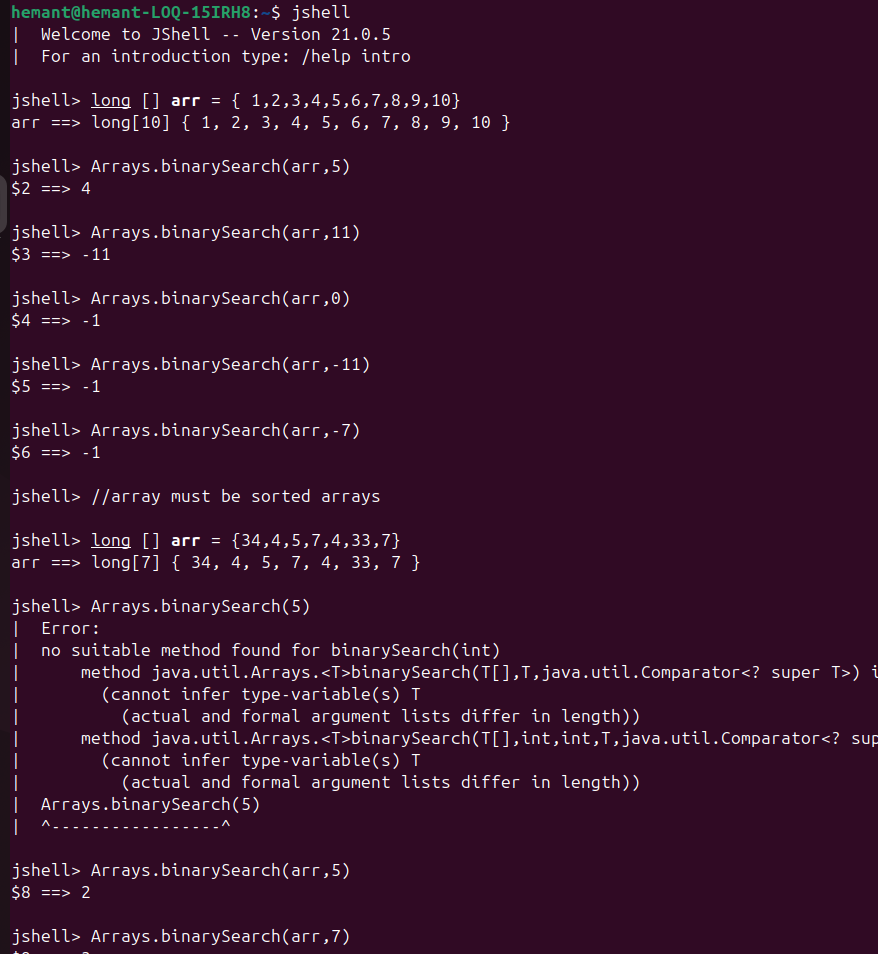 hemant@hemant-LOQ-15IRH8:~$ jshell
|  Welcome to JShell -- Version 21.0.5
|  For an introduction type: /help intro
jshell> long [] arr = { 1,2,3,4,5,6,7,8,9,10}
arr ==> long[10] { 1, 2, 3, 4, 5, 6, 7, 8, 9, 10 }
jshell> Arrays.binarySearch(arr,5)
$2 ==> 4
jshell> Arrays.binarySearch(arr,11)
$3 ==> -11
jshell> Arrays.binarySearch(arr,0)
$4 ==> -1
jshell> Arrays.binarySearch(arr,-11)
$5 ==> -1
jshell> Arrays.binarySearch(arr,-7)
$6 ==> -1
jshell> //array must be sorted arrays
jshell> long [] arr = {34,4,5,7,4,33,7}
arr ==> long[7] { 34, 4, 5, 7, 4, 33, 7 }
jshell> Arrays.binarySearch(5)
|  Error:
|  no suitable method found for binarySearch(int)
|      method java.util.Arrays.<T>binarySearch(T[],T,java.util.Comparator<? super T>) i
|        (cannot infer type-variable(s) T
|          (actual and formal argument lists differ in length))
|      method java.util.Arrays.<T>binarySearch(T[],int,int,T,java.util.Comparator<? sup
|        (cannot infer type-variable(s) T
|          (actual and formal argument lists differ in length))
|  Arrays.binarySearch(5)
|  ^-----------------^
jshell> Arrays.binarySearch(arr,5)
$8 ==> 2
jshell> Arrays.binarySearch(arr,7)